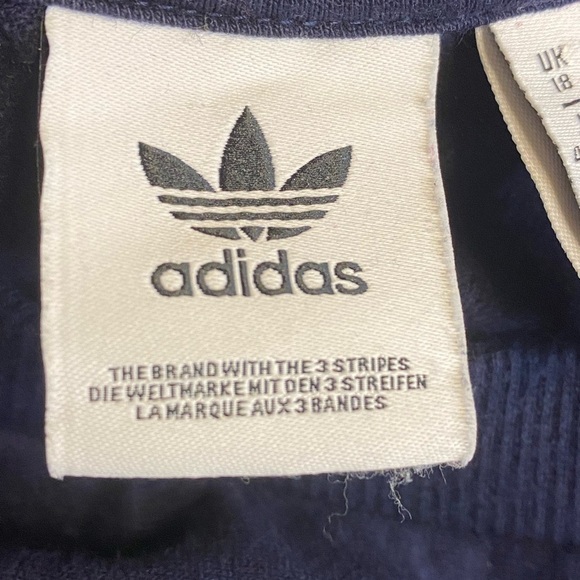 adidas
THE BRAND WITH THE 3 STRIPES
DIE WELTMARKE MIT DEN 3 STREIFEN
LA MARQUE AUX 3 BANDES
UK
18